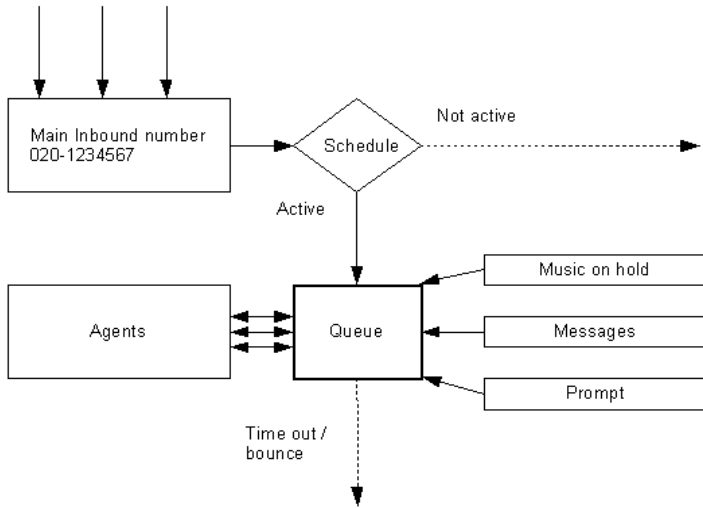 Main Inbound number
020-1234567
Schedule
Not active
Active
Music on hold
Agents
Queue
Messages
Prompt
Time out /
bounce